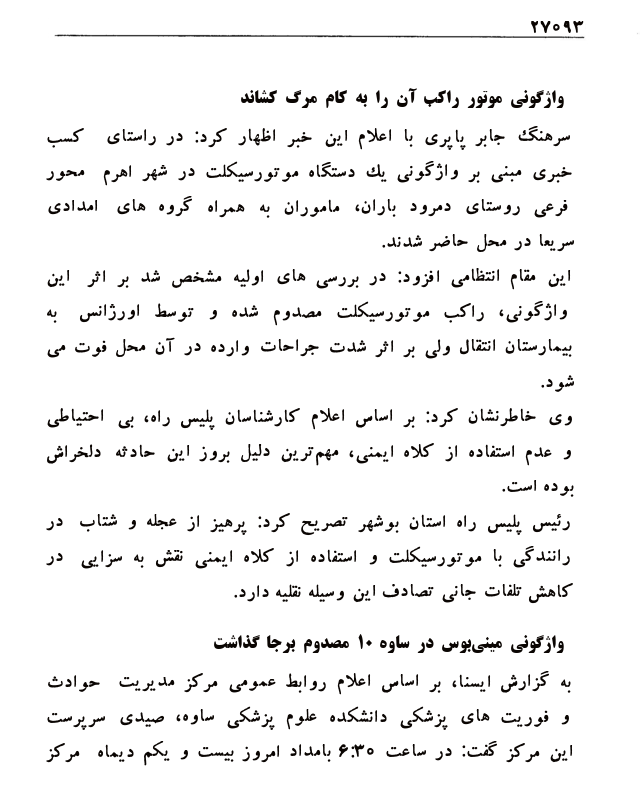 ۲۷۰۹۳
واژگونی موتور راکب آن را به کام مرگ کشاند
سرهنگ جابر پاپری با اعلام این خبر اظهار کرد: در راستای کسب
خبری مبنی بر واژگونی یك دستگاه موتورسیکلت در شهر اهرم محور
فرعی روستای دمرود باران، ماموران به همراه گروه های امدادی
سریعا در محل حاضر شدند.
این مقام انتظامی افزود: در بررسی های اولیه مشخص شد بر اثر این
واژگونی، راکب موتورسیکلت مصدوم شده و توسط اورژانس به
بیمارستان انتقال ولی بر اثر شدت جراحات وارده در آن محل فوت می
شود.
وی خاطرنشان کرد: بر اساس اعلام کارشناسان پلیس راه، بی احتیاطی
و عدم استفاده از کلاه ایمنی، مهم‌ترین دلیل بروز این حادثه دلخراش
بوده است.
رئیس پلیس راه استان بوشهر تصریح کرد: پرهیز از عجله و شتاب در
رانندگی با موتورسیکلت و استفاده از کلاه ایمنی نقش به سزایی در
کاهش تلفات جانی تصادف این وسیله نقلیه دارد.
واژگونی مینی‌بوس در ساوه ۱۰ مصدوم برجا گذاشت
به گزارش ایسنا، بر اساس اعلام روابط عمومی مرکز مدیریت حوادث
و فوریت های پزشکی دانشکده علوم پزشکی ساوه، صیدی سرپرست
این مرکز گفت: در ساعت ۶:۳۰ بامداد امروز بیست و یکم دیماه مرکز